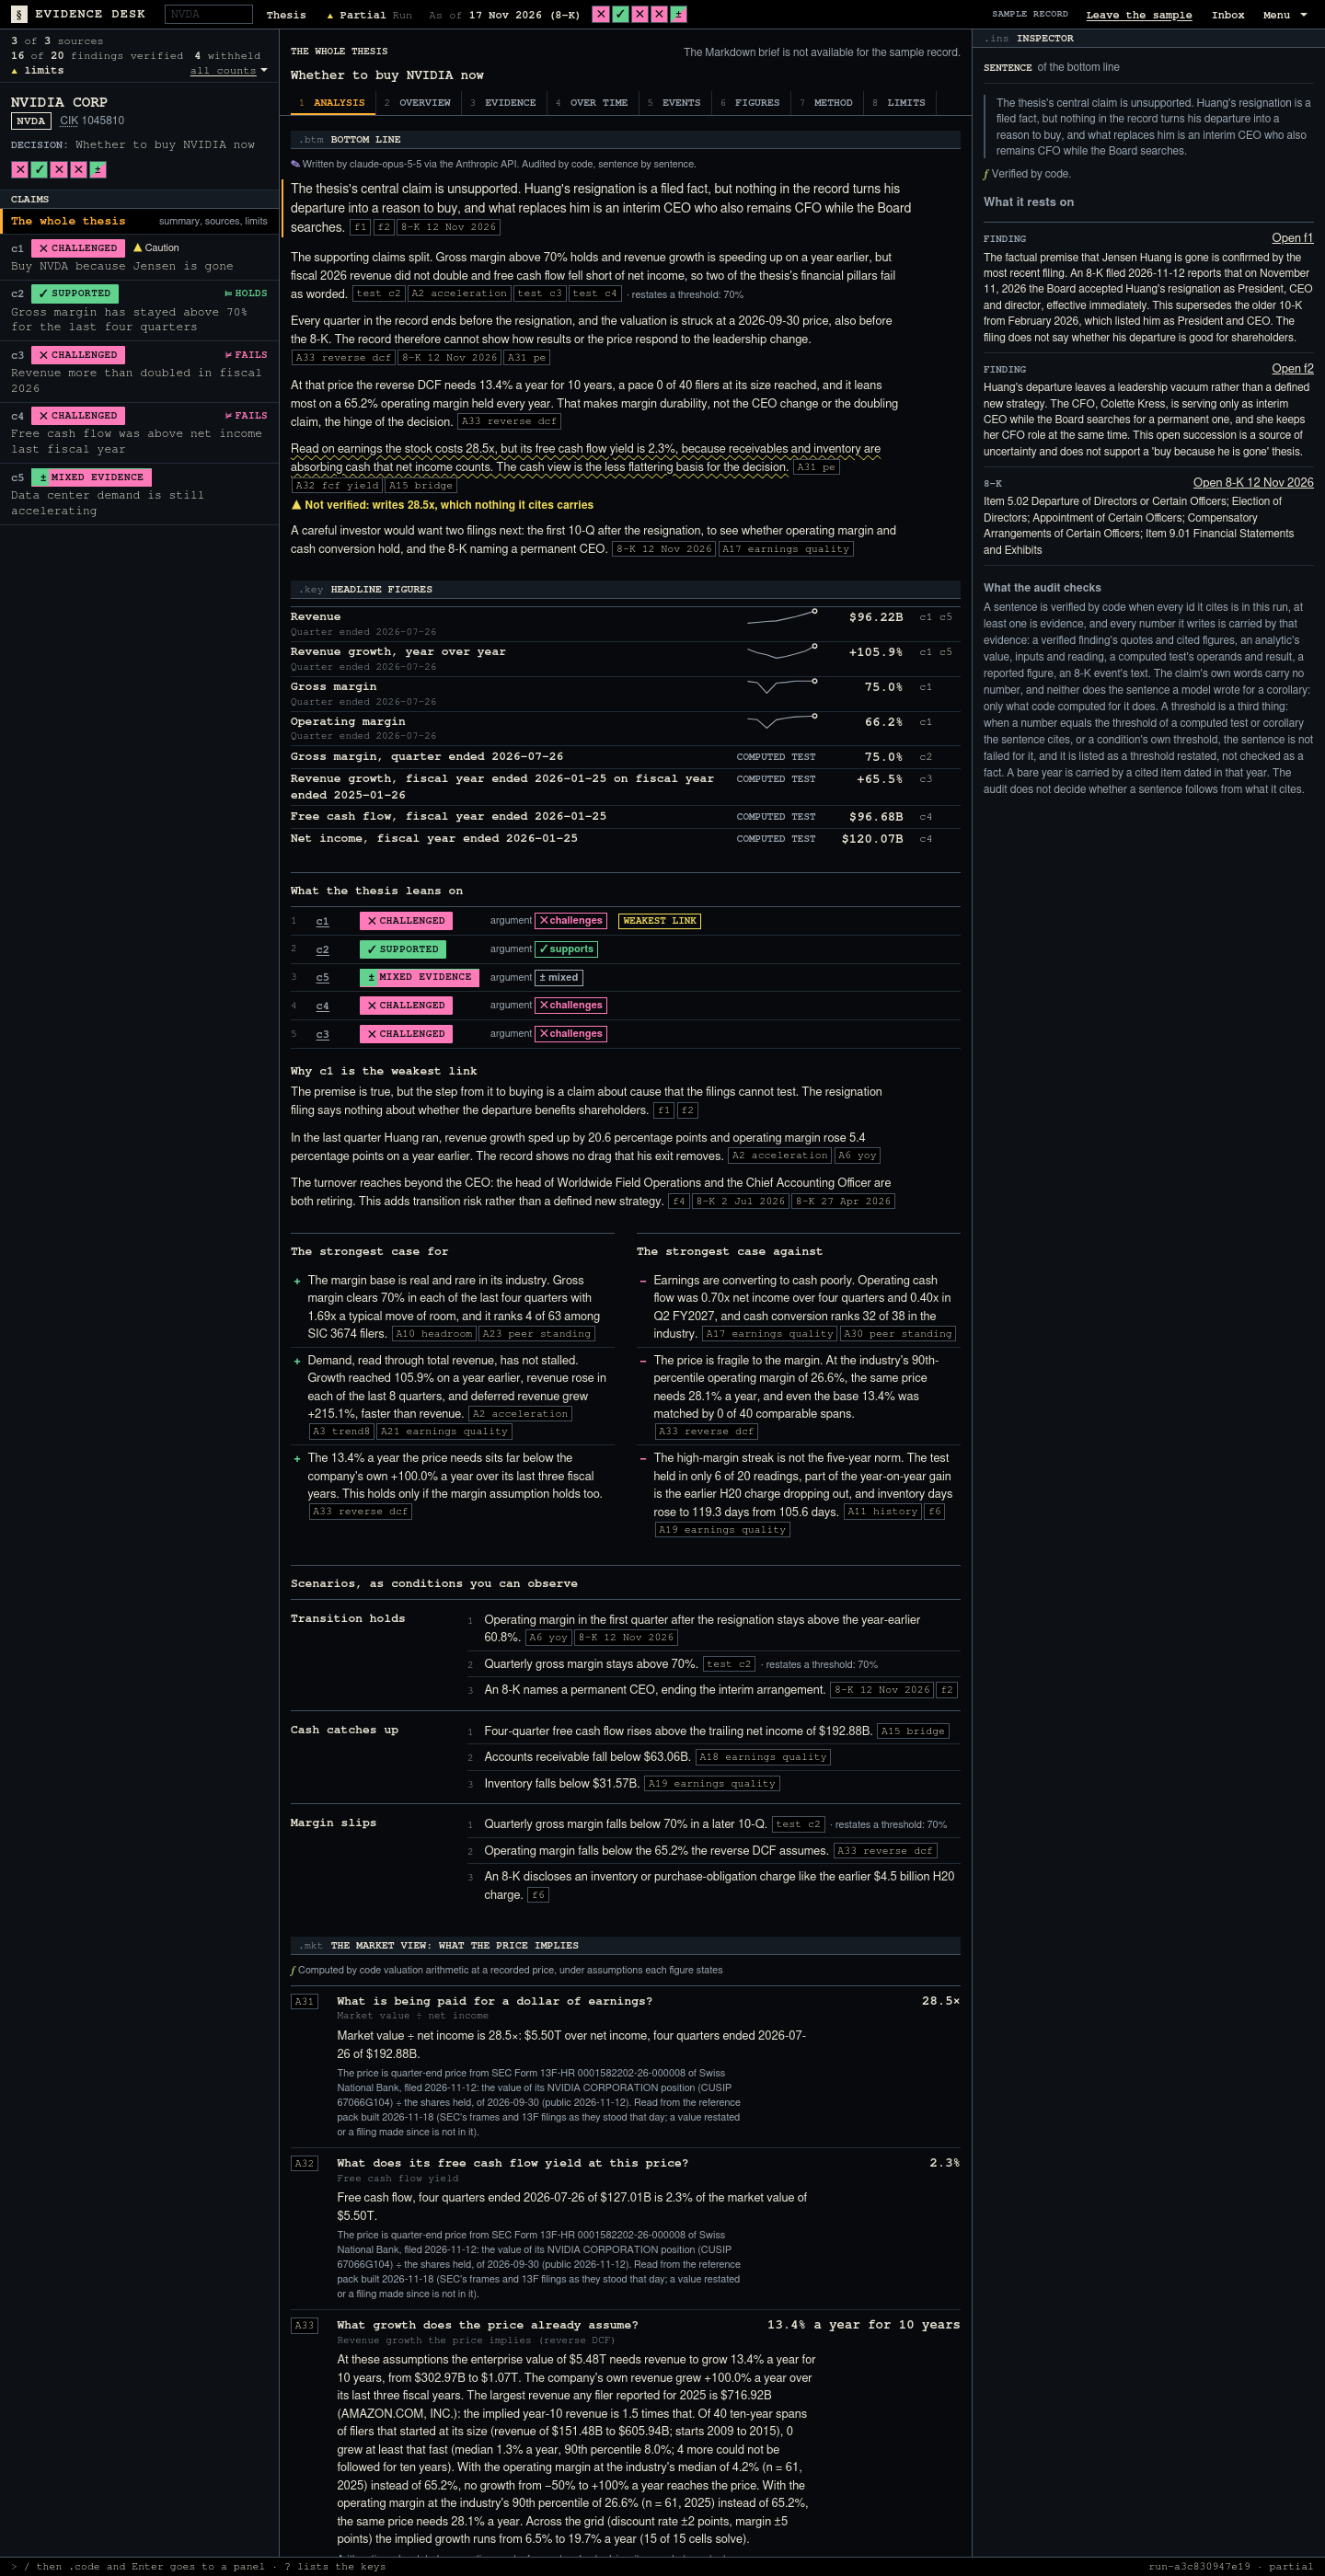 § EVIDENCE DESK NVDA Thesis ▲ Partial Run As of 17 Nov 2026 (8-K) ✕ ✓ ✕ ✕ ± SAMPLE RECORD Leave the sample Inbox Menu
3 of 3 sources
16 of 20 findings verified 4 withheld
▲ limits all counts
NVIDIA CORP
NVDA CIK 1045810
DECISION: Whether to buy NVIDIA now
✕ ✓ ✕ ✕ ±
CLAIMS
The whole thesis summary, sources, limits
c1 ✕ CHALLENGED ▲ Caution
Buy NVDA because Jensen is gone
c2 ✓ SUPPORTED ⊨ HOLDS
Gross margin has stayed above 70%
for the last four quarters
c3 ✕ CHALLENGED ⊭ FAILS
Revenue more than doubled in fiscal
2026
c4 ✕ CHALLENGED ⊭ FAILS
Free cash flow was above net income
last fiscal year
c5 ± MIXED EVIDENCE
Data center demand is still
accelerating
THE WHOLE THESIS The Markdown brief is not available for the sample record.
Whether to buy NVIDIA now
1 ANALYSIS 2 OVERVIEW 3 EVIDENCE 4 OVER TIME 5 EVENTS 6 FIGURES 7 METHOD 8 LIMITS
.btm BOTTOM LINE
✎ Written by claude-opus-5-5 via the Anthropic API. Audited by code, sentence by sentence.
The thesis's central claim is unsupported. Huang's resignation is a filed fact, but nothing in the record turns his
departure into a reason to buy, and what replaces him is an interim CEO who also remains CFO while the Board
searches. f1 f2 8-K 12 Nov 2026
The supporting claims split. Gross margin above 70% holds and revenue growth is speeding up on a year earlier, but
fiscal 2026 revenue did not double and free cash flow fell short of net income, so two of the thesis's financial pillars fail
as worded. test c2 A2 acceleration test c3 test c4 · restates a threshold: 70%
Every quarter in the record ends before the resignation, and the valuation is struck at a 2026-09-30 price, also before
the 8-K. The record therefore cannot show how results or the price respond to the leadership change.
A33 reverse dcf 8-K 12 Nov 2026 A31 pe
At that price the reverse DCF needs 13.4% a year for 10 years, a pace 0 of 40 filers at its size reached, and it leans
most on a 65.2% operating margin held every year. That makes margin durability, not the CEO change or the doubling
claim, the hinge of the decision. A33 reverse dcf
Read on earnings the stock costs 28.5x, but its free cash flow yield is 2.3%, because receivables and inventory are
absorbing cash that net income counts. The cash view is the less flattering basis for the decision. A31 pe
A32 fcf yield A15 bridge
▲ Not verified: writes 28.5x, which nothing it cites carries
A careful investor would want two filings next: the first 10-Q after the resignation, to see whether operating margin and
cash conversion hold, and the 8-K naming a permanent CEO. 8-K 12 Nov 2026 A17 earnings quality
.key HEADLINE FIGURES
Revenue $96.22B c1 c5
Quarter ended 2026-07-26
Revenue growth, year over year +105.9% c1 c5
Quarter ended 2026-07-26
Gross margin 75.0% c1
Quarter ended 2026-07-26
Operating margin 66.2% c1
Quarter ended 2026-07-26
Gross margin, quarter ended 2026-07-26 COMPUTED TEST 75.0% c2
Revenue growth, fiscal year ended 2026-01-25 on fiscal year COMPUTED TEST +65.5% c3
ended 2025-01-26
Free cash flow, fiscal year ended 2026-01-25 COMPUTED TEST $96.68B c4
Net income, fiscal year ended 2026-01-25 COMPUTED TEST $120.07B c4
What the thesis leans on
1 c1 ✕ CHALLENGED argument ✕ challenges WEAKEST LINK
2 c2 ✓ SUPPORTED argument ✓ supports
3 c5 ± MIXED EVIDENCE argument ± mixed
4 c4 ✕ CHALLENGED argument ✕ challenges
5 c3 ✕ CHALLENGED argument ✕ challenges
Why c1 is the weakest link
The premise is true, but the step from it to buying is a claim about cause that the filings cannot test. The resignation
filing says nothing about whether the departure benefits shareholders. f1 f2
In the last quarter Huang ran, revenue growth sped up by 20.6 percentage points and operating margin rose 5.4
percentage points on a year earlier. The record shows no drag that his exit removes. A2 acceleration A6 yoy
The turnover reaches beyond the CEO: the head of Worldwide Field Operations and the Chief Accounting Officer are
both retiring. This adds transition risk rather than a defined new strategy. f4 8-K 2 Jul 2026 8-K 27 Apr 2026
The strongest case for
+ The margin base is real and rare in its industry. Gross
margin clears 70% in each of the last four quarters with
1.69x a typical move of room, and it ranks 4 of 63 among
SIC 3674 filers. A10 headroom A23 peer standing
+ Demand, read through total revenue, has not stalled.
Growth reached 105.9% on a year earlier, revenue rose in
each of the last 8 quarters, and deferred revenue grew
+215.1%, faster than revenue. A2 acceleration
A3 trend8 A21 earnings quality
+ The 13.4% a year the price needs sits far below the
company's own +100.0% a year over its last three fiscal
years. This holds only if the margin assumption holds too.
A33 reverse dcf
The strongest case against
− Earnings are converting to cash poorly. Operating cash
flow was 0.70x net income over four quarters and 0.40x in
Q2 FY2027, and cash conversion ranks 32 of 38 in the
industry. A17 earnings quality A30 peer standing
− The price is fragile to the margin. At the industry's 90th-
percentile operating margin of 26.6%, the same price
needs 28.1% a year, and even the base 13.4% was
matched by 0 of 40 comparable spans.
A33 reverse dcf
− The high-margin streak is not the five-year norm. The test
held in only 6 of 20 readings, part of the year-on-year gain
is the earlier H20 charge dropping out, and inventory days
rose to 119.3 days from 105.6 days. A11 history f6
A19 earnings quality
Scenarios, as conditions you can observe
Transition holds
1 Operating margin in the first quarter after the resignation stays above the year-earlier
60.8%. A6 yoy 8-K 12 Nov 2026
2 Quarterly gross margin stays above 70%. test c2 · restates a threshold: 70%
3 An 8-K names a permanent CEO, ending the interim arrangement. 8-K 12 Nov 2026 f2
Cash catches up
1 Four-quarter free cash flow rises above the trailing net income of $192.88B. A15 bridge
2 Accounts receivable fall below $63.06B. A18 earnings quality
3 Inventory falls below $31.57B. A19 earnings quality
Margin slips
1 Quarterly gross margin falls below 70% in a later 10-Q. test c2 · restates a threshold: 70%
2 Operating margin falls below the 65.2% the reverse DCF assumes. A33 reverse dcf
3 An 8-K discloses an inventory or purchase-obligation charge like the earlier $4.5 billion H20
charge. f6
.mkt THE MARKET VIEW: WHAT THE PRICE IMPLIES
ƒ Computed by code valuation arithmetic at a recorded price, under assumptions each figure states
A31 What is being paid for a dollar of earnings? 28.5×
Market value ÷ net income
Market value ÷ net income is 28.5×: $5.50T over net income, four quarters ended 2026-07-
26 of $192.88B.
The price is quarter-end price from SEC Form 13F-HR 0001582202-26-000008 of Swiss
National Bank, filed 2026-11-12: the value of its NVIDIA CORPORATION position (CUSIP
67066G104) ÷ the shares held, of 2026-09-30 (public 2026-11-12). Read from the reference
pack built 2026-11-18 (SEC's frames and 13F filings as they stood that day; a value restated
or a filing made since is not in it).
A32 What does its free cash flow yield at this price? 2.3%
Free cash flow yield
Free cash flow, four quarters ended 2026-07-26 of $127.01B is 2.3% of the market value of
$5.50T.
The price is quarter-end price from SEC Form 13F-HR 0001582202-26-000008 of Swiss
National Bank, filed 2026-11-12: the value of its NVIDIA CORPORATION position (CUSIP
67066G104) ÷ the shares held, of 2026-09-30 (public 2026-11-12). Read from the reference
pack built 2026-11-18 (SEC's frames and 13F filings as they stood that day; a value restated
or a filing made since is not in it).
A33 What growth does the price already assume? 13.4% a year for 10 years
Revenue growth the price implies (reverse DCF)
At these assumptions the enterprise value of $5.48T needs revenue to grow 13.4% a year for
10 years, from $302.97B to $1.07T. The company's own revenue grew +100.0% a year over
its last three fiscal years. The largest revenue any filer reported for 2025 is $716.92B
(AMAZON.COM, INC.): the implied year-10 revenue is 1.5 times that. Of 40 ten-year spans
of filers that started at its size (revenue of $151.48B to $605.94B; starts 2009 to 2015), 0
grew at least that fast (median 1.3% a year, 90th percentile 8.0%; 4 more could not be
followed for ten years). With the operating margin at the industry's median of 4.2% (n = 61,
2025) instead of 65.2%, no growth from −50% to +100% a year reaches the price. With the
operating margin at the industry's 90th percentile of 26.6% (n = 61, 2025) instead of 65.2%,
the same price needs 28.1% a year. Across the grid (discount rate ±2 points, margin ±5
points) the implied growth runs from 6.5% to 19.7% a year (15 of 15 cells solve).
.ins INSPECTOR
SENTENCE of the bottom line
The thesis's central claim is unsupported. Huang's resignation is a
filed fact, but nothing in the record turns his departure into a
reason to buy, and what replaces him is an interim CEO who also
remains CFO while the Board searches.
ƒ Verified by code.
What it rests on
FINDING Open f1
The factual premise that Jensen Huang is gone is confirmed by the
most recent filing. An 8-K filed 2026-11-12 reports that on November
11, 2026 the Board accepted Huang's resignation as President, CEO
and director, effective immediately. This supersedes the older 10-K
from February 2026, which listed him as President and CEO. The
filing does not say whether his departure is good for shareholders.
FINDING Open f2
Huang's departure leaves a leadership vacuum rather than a defined
new strategy. The CFO, Colette Kress, is serving only as interim
CEO while the Board searches for a permanent one, and she keeps
her CFO role at the same time. This open succession is a source of
uncertainty and does not support a 'buy because he is gone' thesis.
8-K Open 8-K 12 Nov 2026
Item 5.02 Departure of Directors or Certain Officers; Election of
Directors; Appointment of Certain Officers; Compensatory
Arrangements of Certain Officers; Item 9.01 Financial Statements
and Exhibits
What the audit checks
A sentence is verified by code when every id it cites is in this run, at
least one is evidence, and every number it writes is carried by that
evidence: a verified finding's quotes and cited figures, an analytic's
value, inputs and reading, a computed test's operands and result, a
reported figure, an 8-K event's text. The claim's own words carry no
number, and neither does the sentence a model wrote for a corollary:
only what code computed for it does. A threshold is a third thing:
when a number equals the threshold of a computed test or corollary
the sentence cites, or a condition's own threshold, the sentence is not
failed for it, and it is listed as a threshold restated, not checked as a
fact. A bare year is carried by a cited item dated in that year. The
audit does not decide whether a sentence follows from what it cites.
> / then .code and Enter goes to a panel · ? lists the keys run-a3c830947e19 · partial